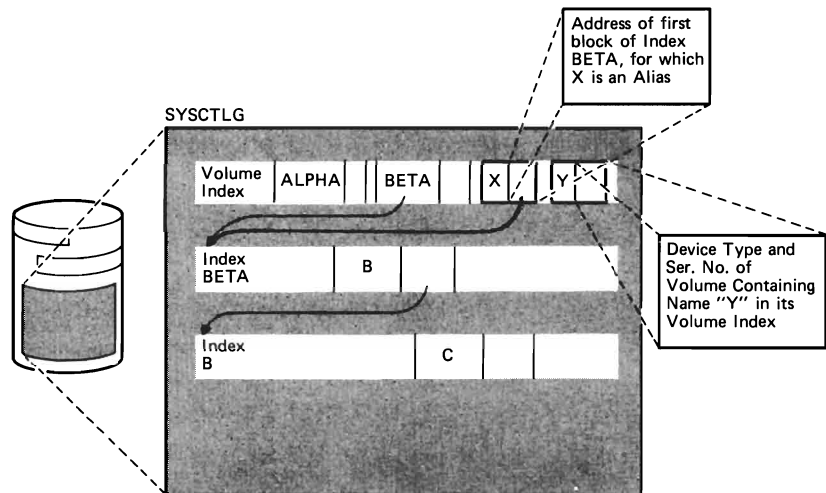 Address of first
block of Index
BETA, for which
X is an Alias
SYSCTLG
Volume
Index
ALPHA
BETA
X
Y
Index
BETA
B
Device Type and
Ser. No. of
Volume Containing
Name "Y" in its
Volume Index
Index
B
C